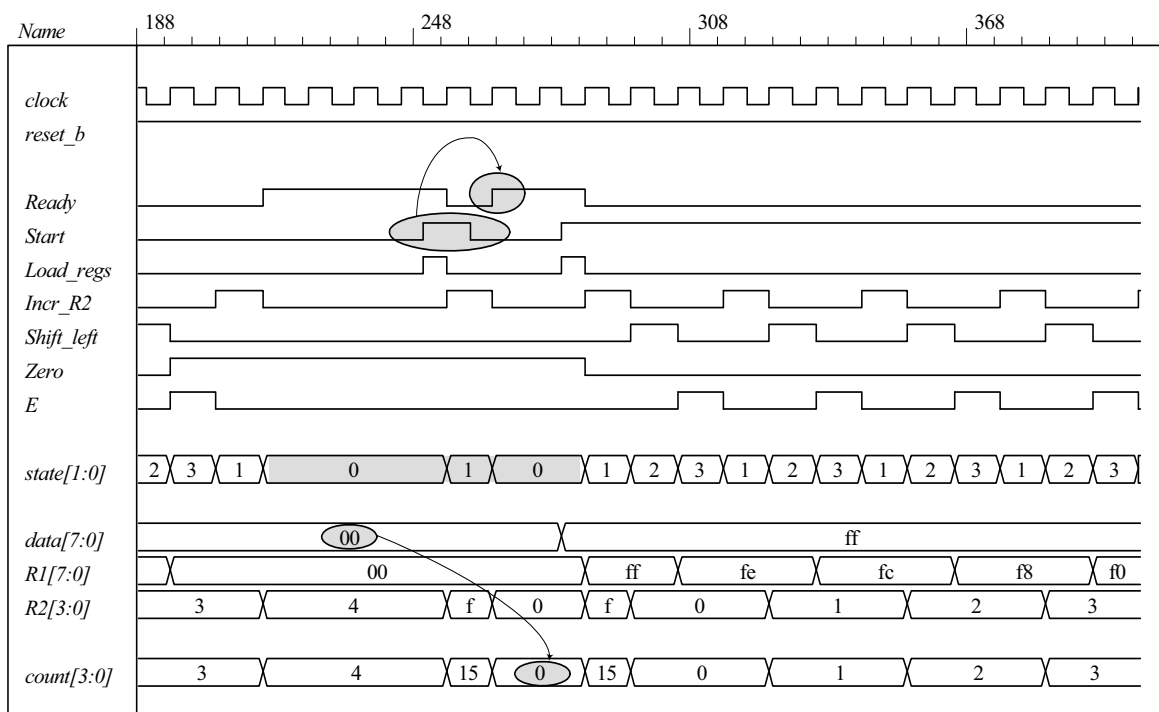 Name 188 248 308 368
clock
reset_b
Ready
Start
Load_regs
Incr_R2
Shift_left
Zero
E
state[1:0] 2 3 1 0 1 0 1 2 3 1 2 3 1 2 3 1 2 3
data[7:0] 00 ff
R1[7:0] 00 ff fe fc f8 f0
R2[3:0] 3 4 f 0 f 0 1 2 3
count[3:0] 3 4 15 0 15 0 1 2 3